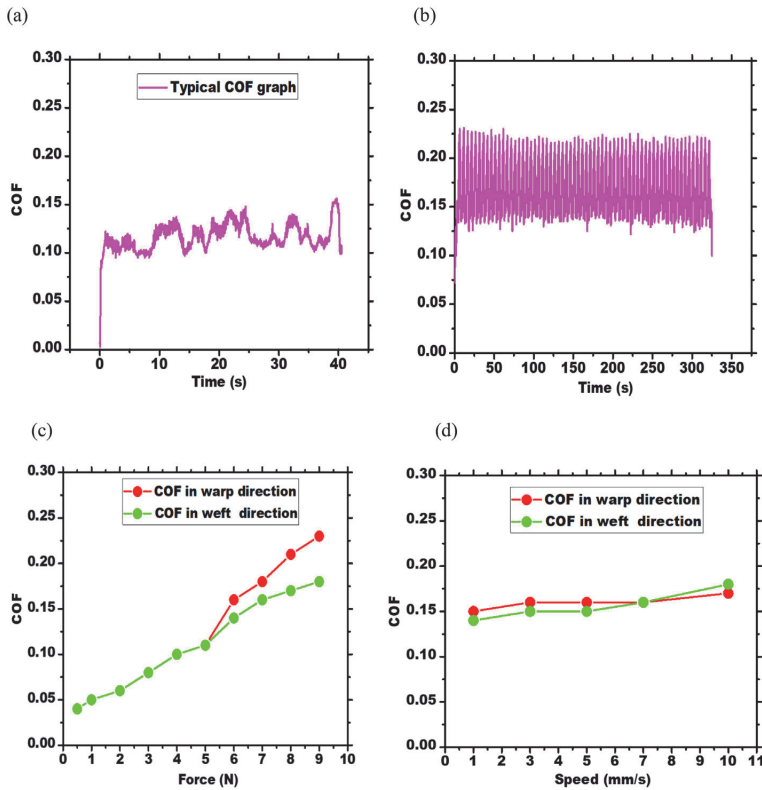 (a)
0.30
0.25
0.20
0.15
0.10
0.05
0.00
COF
Typical COF graph
0 10 20 30 40
Time (s)
(b)
0.30
0.25
0.20
0.15
0.10
0.05
0.00
COF
0 50 100 150 200 250 300 350
Time (s)
(c)
0.30
0.25
0.20
0.15
0.10
0.05
0.00
COF
COF in warp direction
COF in weft direction
0 1 2 3 4 5 6 7 8 9 10
Force (N)
(d)
0.30
0.25
0.20
0.15
0.10
0.05
0.00
COF
COF in warp direction
COF in weft direction
0 1 2 3 4 5 6 7 8 9 10 11
Speed (mm/s)